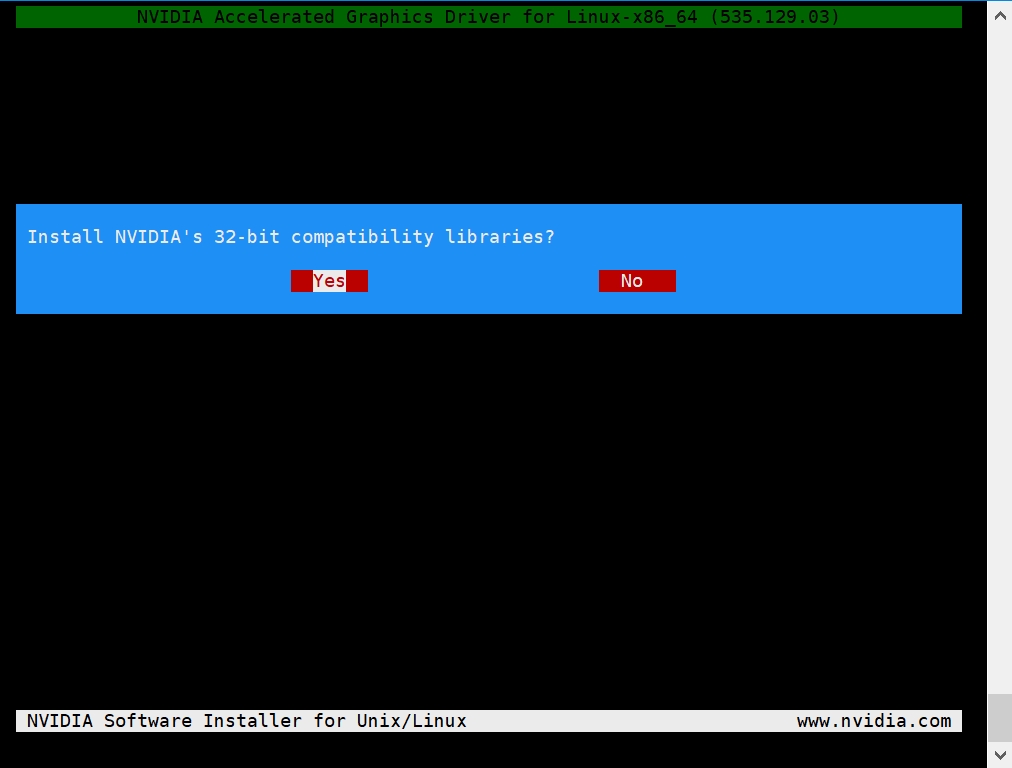 NVIDIA Accelerated Graphics Driver for Linux-x86_64 (535.129.03)
Install NVIDIA's 32-bit compatibility libraries?
Yes No
NVIDIA Software Installer for Unix/Linux www.nvidia.com